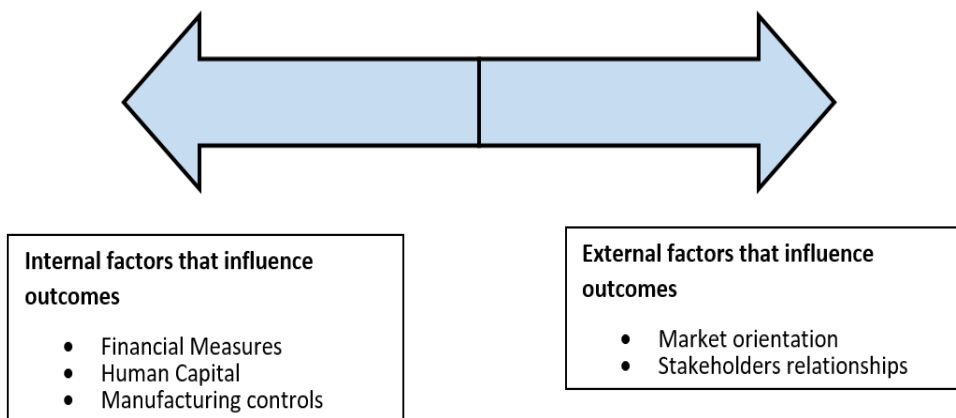 Internal factors that influence
outcomes
• Financial Measures
• Human Capital
• Manufacturing controls
External factors that influence
outcomes
• Market orientation
• Stakeholders relationships